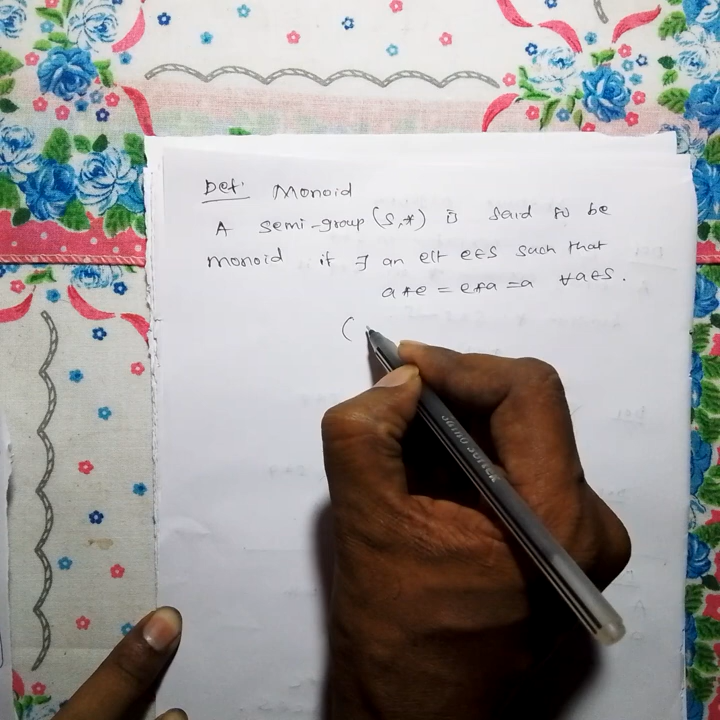 Def: Monoid
A semi-group (S,*) is said to be
monoid if ∃ an elt e∈S such that
a*e = e*a = a ∀a∈S.
(